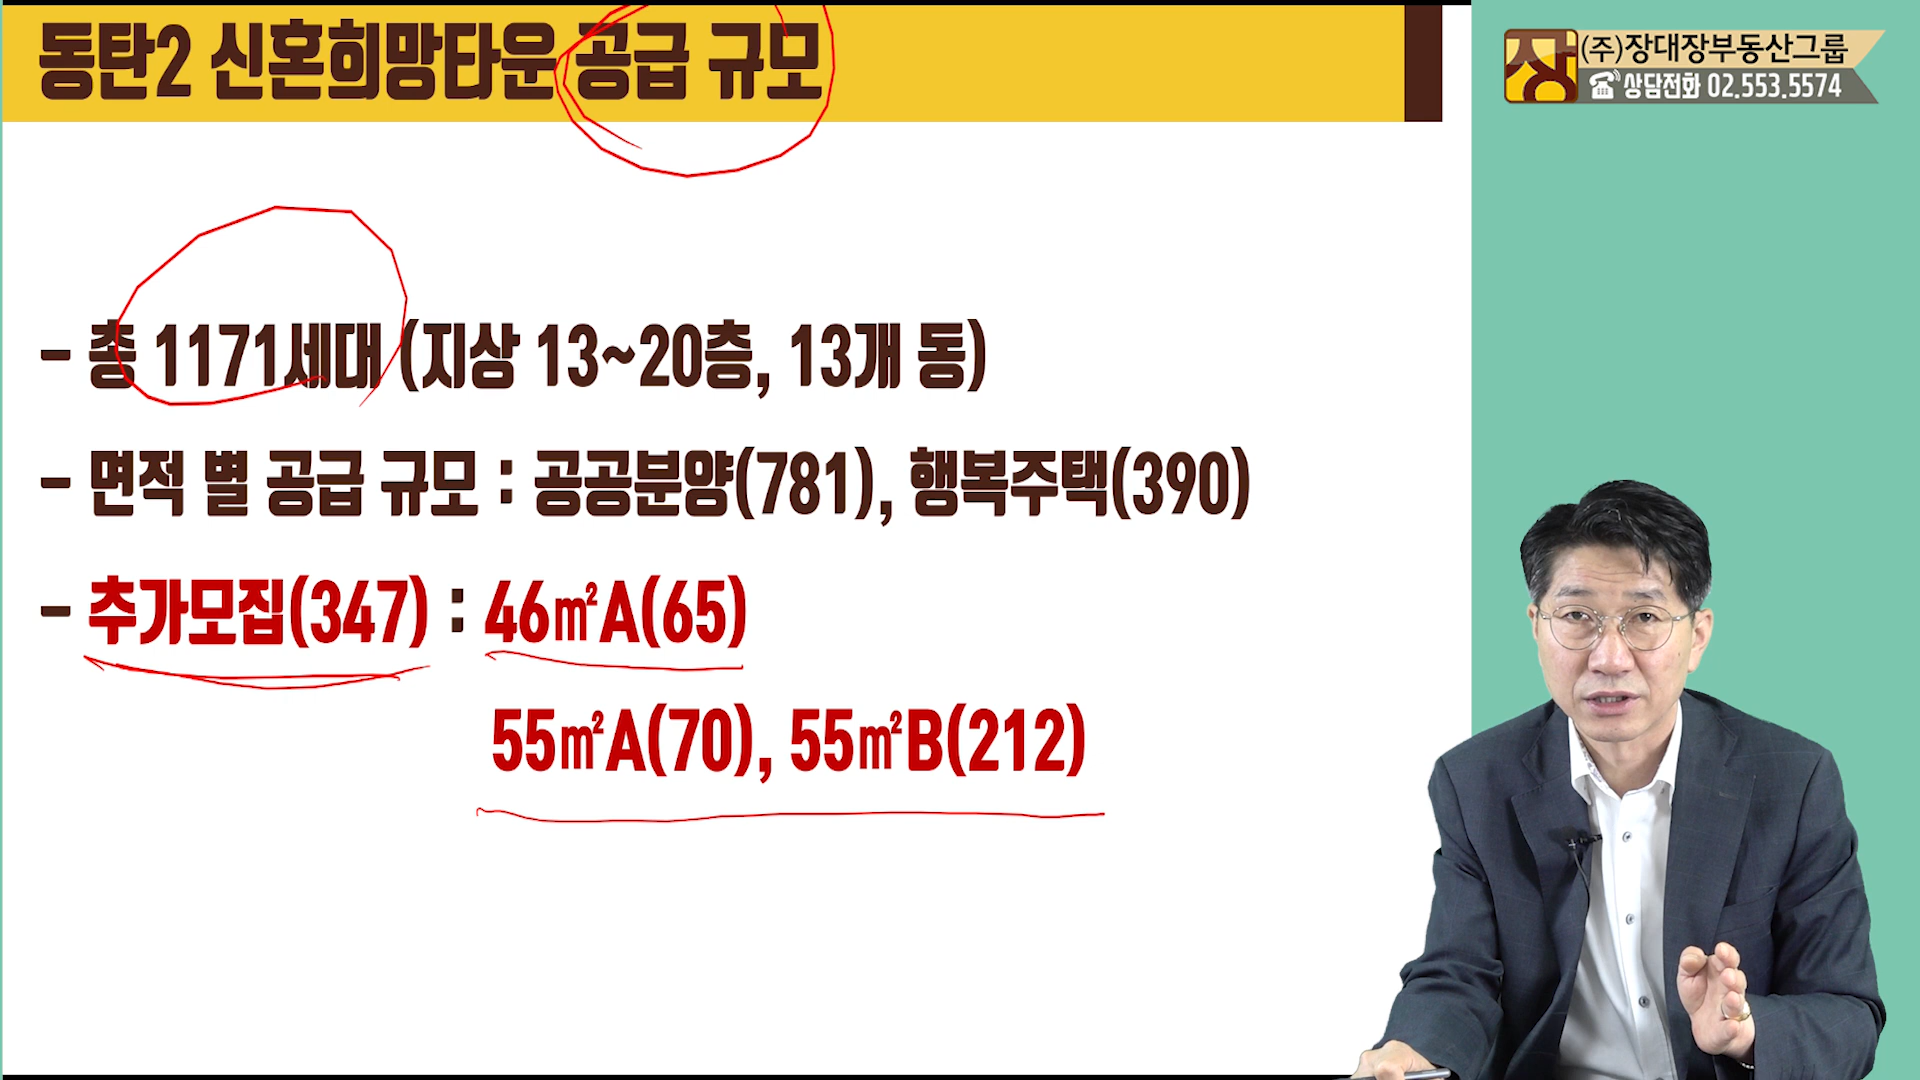 동탄2 신혼희망타운 공급 규모
(주)장대장부동산그룹
상담전화 02.553.5574
- 총 1171세대 (지상 13~20층, 13개 동)
- 면적 별 공급 규모 : 공공분양(781), 행복주택(390)
- 추가모집(347) : 46㎡A(65)
55㎡A(70), 55㎡B(212)